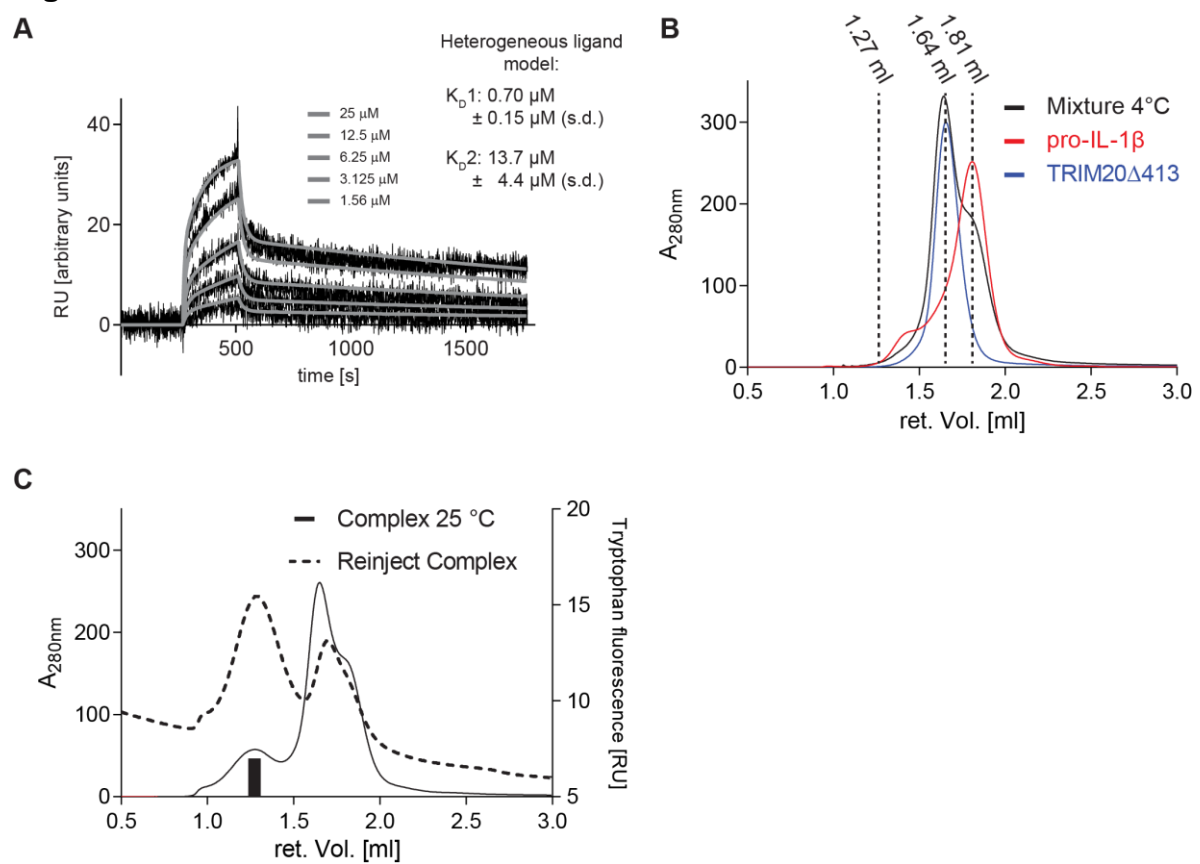 A
Heterogeneous ligand
model:
KD1: 0.70 µM
± 0.15 µM (s.d.)
KD2: 13.7 µM
± 4.4 µM (s.d.)
25 µM
12.5 µM
6.25 µM
3.125 µM
1.56 µM
RU [arbitrary units]
40
20
0
500
1000
1500
time [s]
B
1.27 ml
1.64 ml
1.81 ml
Mixture 4°C
pro-IL-1β
TRIM20Δ413
A280nm
300
200
100
0
0.5
1.0
1.5
2.0
2.5
3.0
ret. Vol. [ml]
C
Complex 25 °C
Reinject Complex
A280nm
300
200
100
0
20
15
10
5
Tryptophan fluorescence [RU]
0.5
1.0
1.5
2.0
2.5
3.0
ret. Vol. [ml]